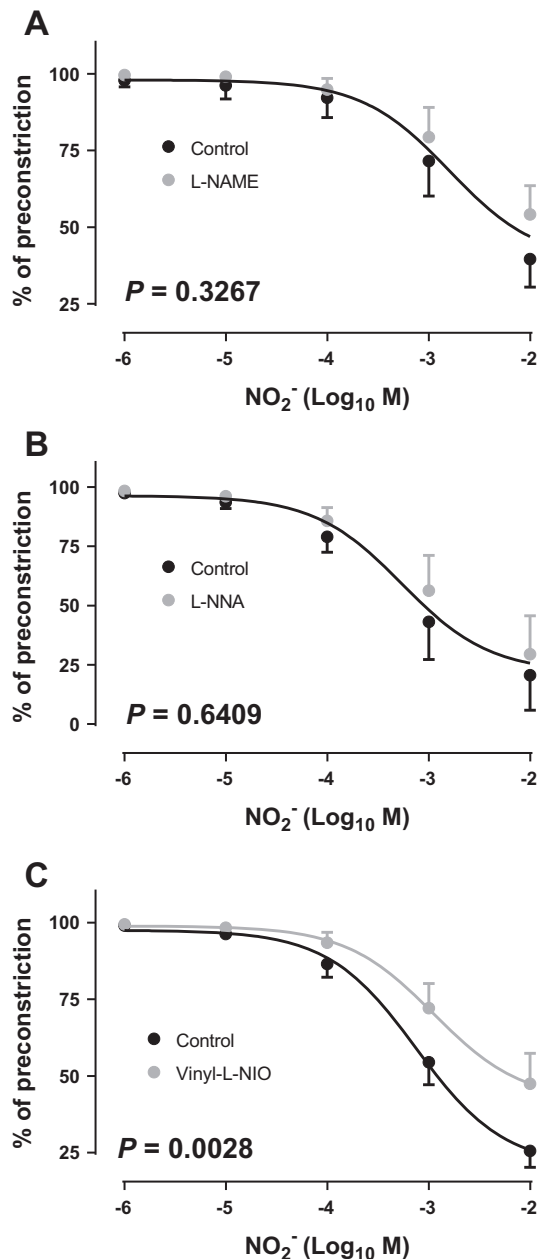 A
% of preconstriction
100
75
50
25
Control
L-NAME
P = 0.3267
-6 -5 -4 -3 -2
NO₂⁻ (Log₁₀ M)
B
% of preconstriction
100
75
50
25
0
Control
L-NNA
P = 0.6409
-6 -5 -4 -3 -2
NO₂⁻ (Log₁₀ M)
C
% of preconstriction
100
75
50
25
Control
Vinyl-L-NIO
P = 0.0028
-6 -5 -4 -3 -2
NO₂⁻ (Log₁₀ M)